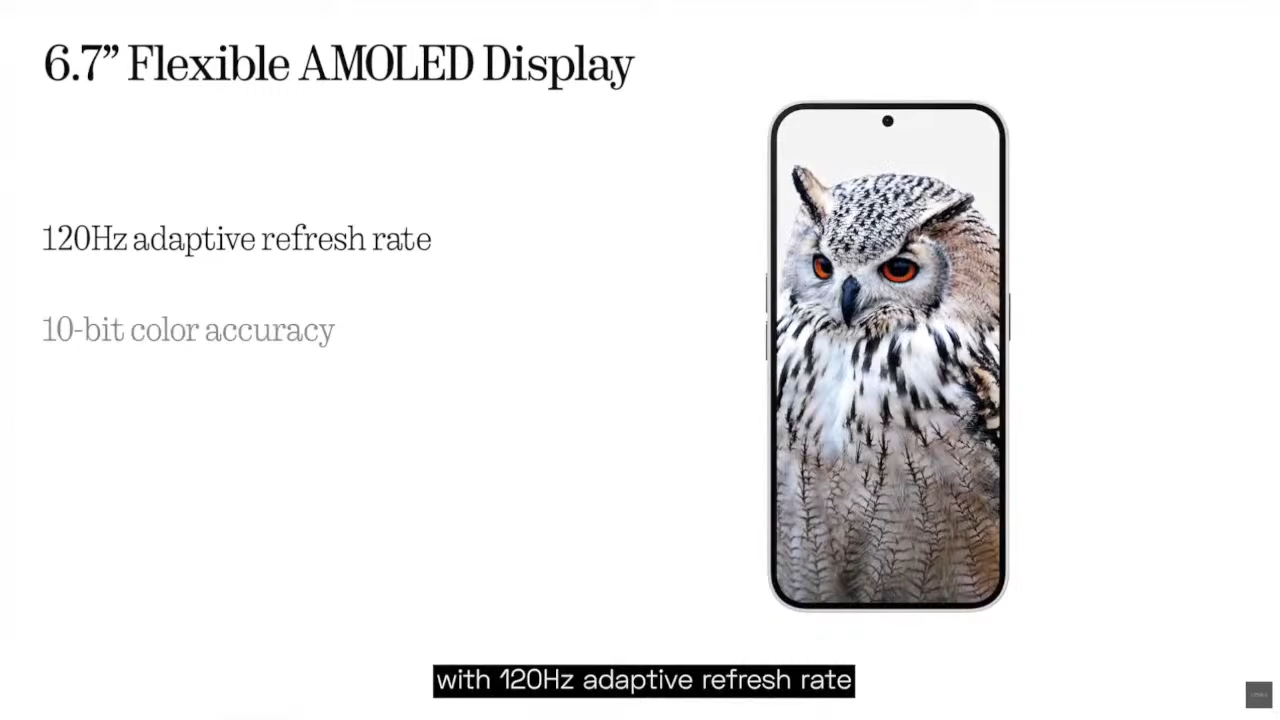 6.7” Flexible AMOLED Display
120Hz adaptive refresh rate
10-bit color accuracy
with 120Hz adaptive refresh rate